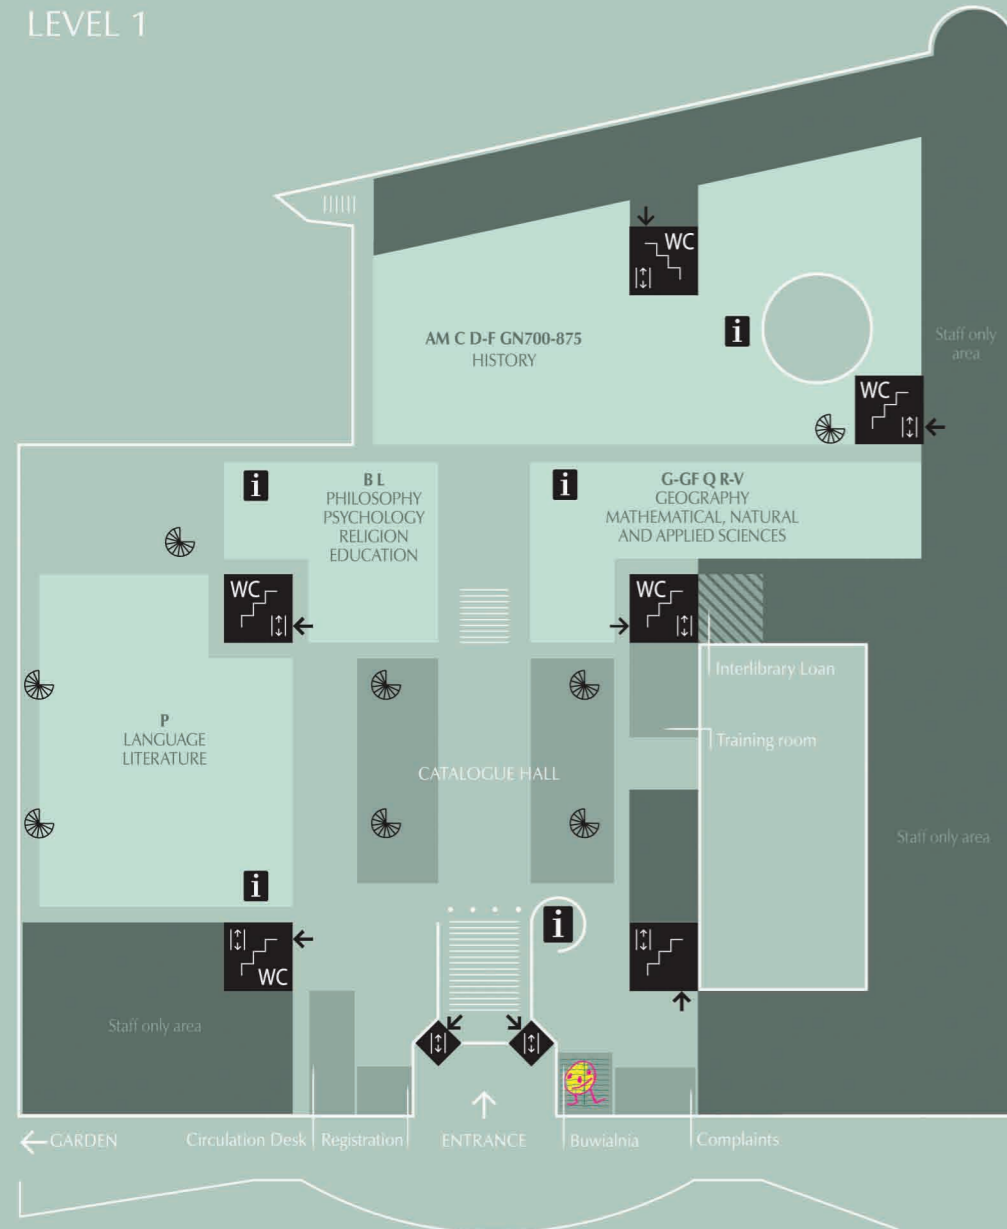 LEVEL 1
WC
AM C D-F GN700-875
HISTORY
i
Staff only
area
WC
i
B L
PHILOSOPHY
PSYCHOLOGY
RELIGION
EDUCATION
i
G-GF Q R-V
GEOGRAPHY
MATHEMATICAL, NATURAL
AND APPLIED SCIENCES
WC
WC
Interlibrary Loan
P
LANGUAGE
LITERATURE
Training room
CATALOGUE HALL
Staff only area
i
i
WC
Staff only area
GARDEN
Circulation Desk
Registration
ENTRANCE
Buwialnia
Complaints